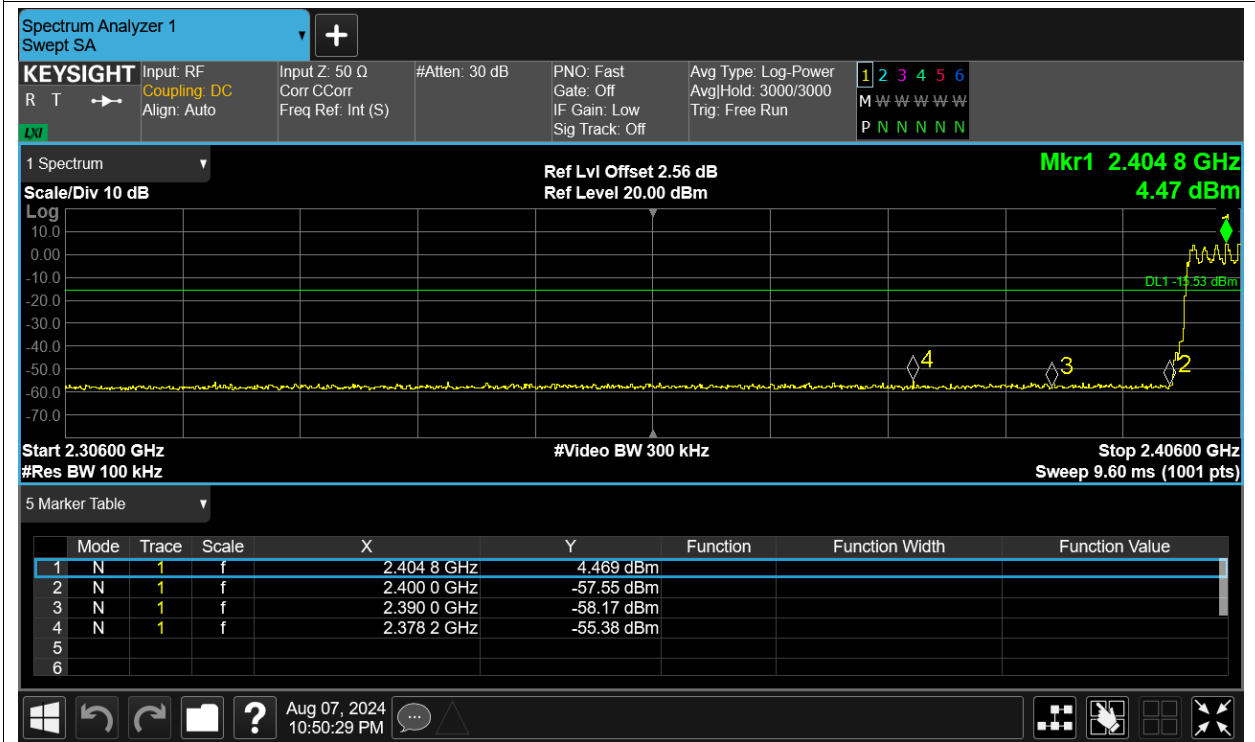 Spectrum Analyzer 1
Swept SA
+
KEYSIGHT Input: RF Input Z: 50 Ω #Atten: 30 dB PNO: Fast Avg Type: Log-Power 1 2 3 4 5 6
R T Coupling: DC Corr CCorr Gate: Off Avg|Hold: 3000/3000 M W W W W W
Align: Auto Freq Ref: Int (S) IF Gain: Low Trig: Free Run
LXI Sig Track: Off P N N N N N
1 Spectrum Ref Lvl Offset 2.56 dB Mkr1 2.404 8 GHz
Scale/Div 10 dB Ref Level 20.00 dBm 4.47 dBm
Log
10.0
0.00
-10.0
DL1 -15.53 dBm
-20.0
-30.0
-40.0
4 3 2
-50.0
-60.0
-70.0
Start 2.30600 GHz #Video BW 300 kHz Stop 2.40600 GHz
#Res BW 100 kHz Sweep 9.60 ms (1001 pts)
5 Marker Table
Mode Trace Scale X Y Function Function Width Function Value
1 N 1 f 2.404 8 GHz 4.469 dBm
2 N 1 f 2.400 0 GHz -57.55 dBm
3 N 1 f 2.390 0 GHz -58.17 dBm
4 N 1 f 2.378 2 GHz -55.38 dBm
5
6
? Aug 07, 2024
10:50:29 PM